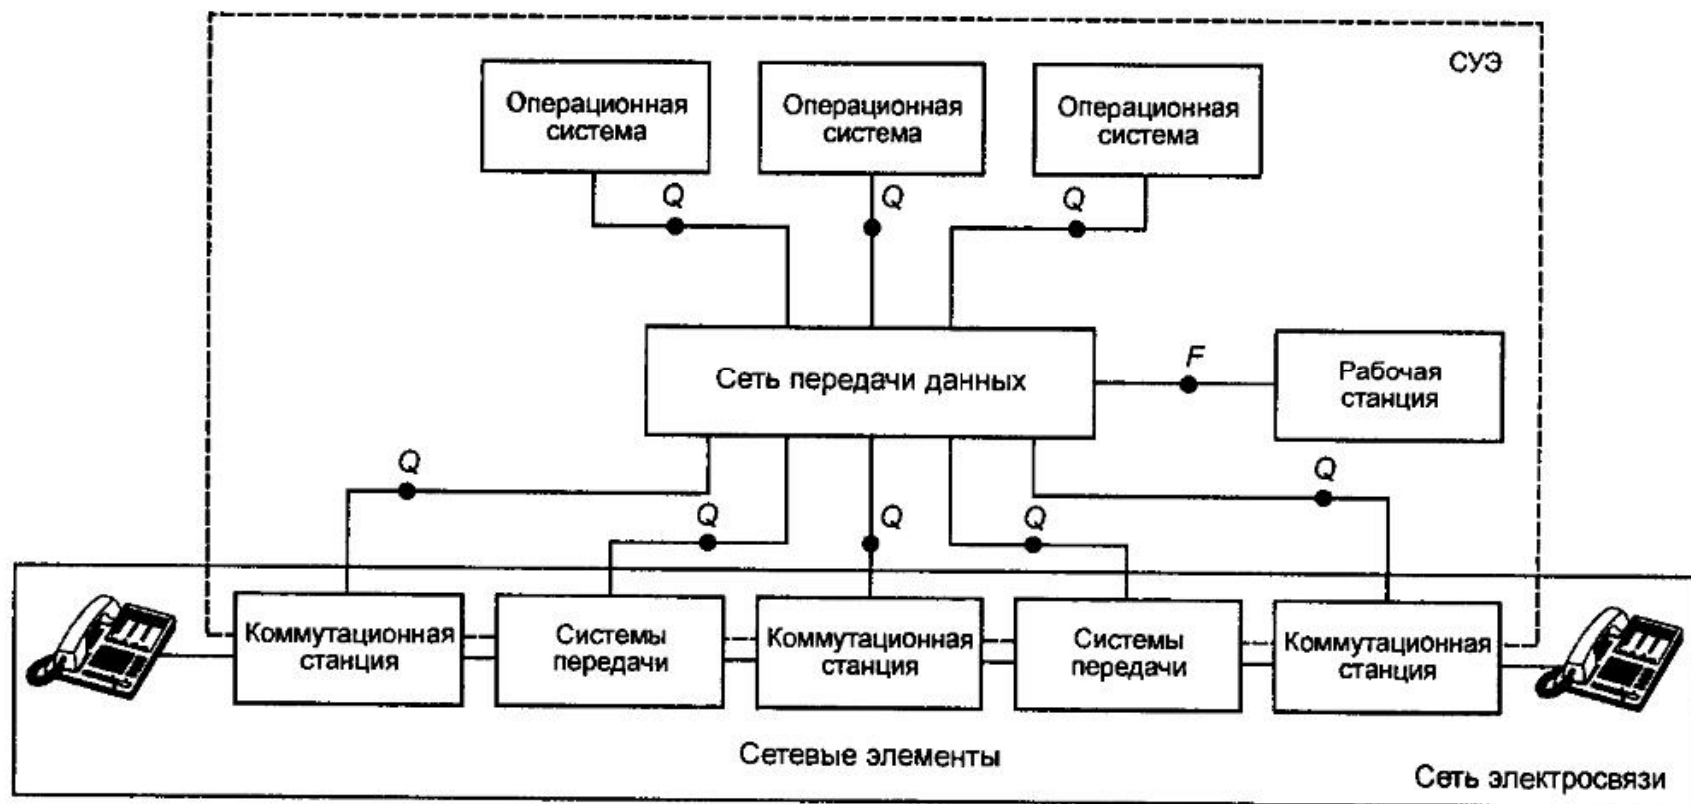 СУЭ
Операционная
система
Операционная
система
Операционная
система
Q
Q
Q
Сеть передачи данных
F
Рабочая
станция
Q
Q
Q
Q
Q
Коммутационная
станция
Системы
передачи
Коммутационная
станция
Системы
передачи
Коммутационная
станция
Сетевые элементы
Сеть электросвязи